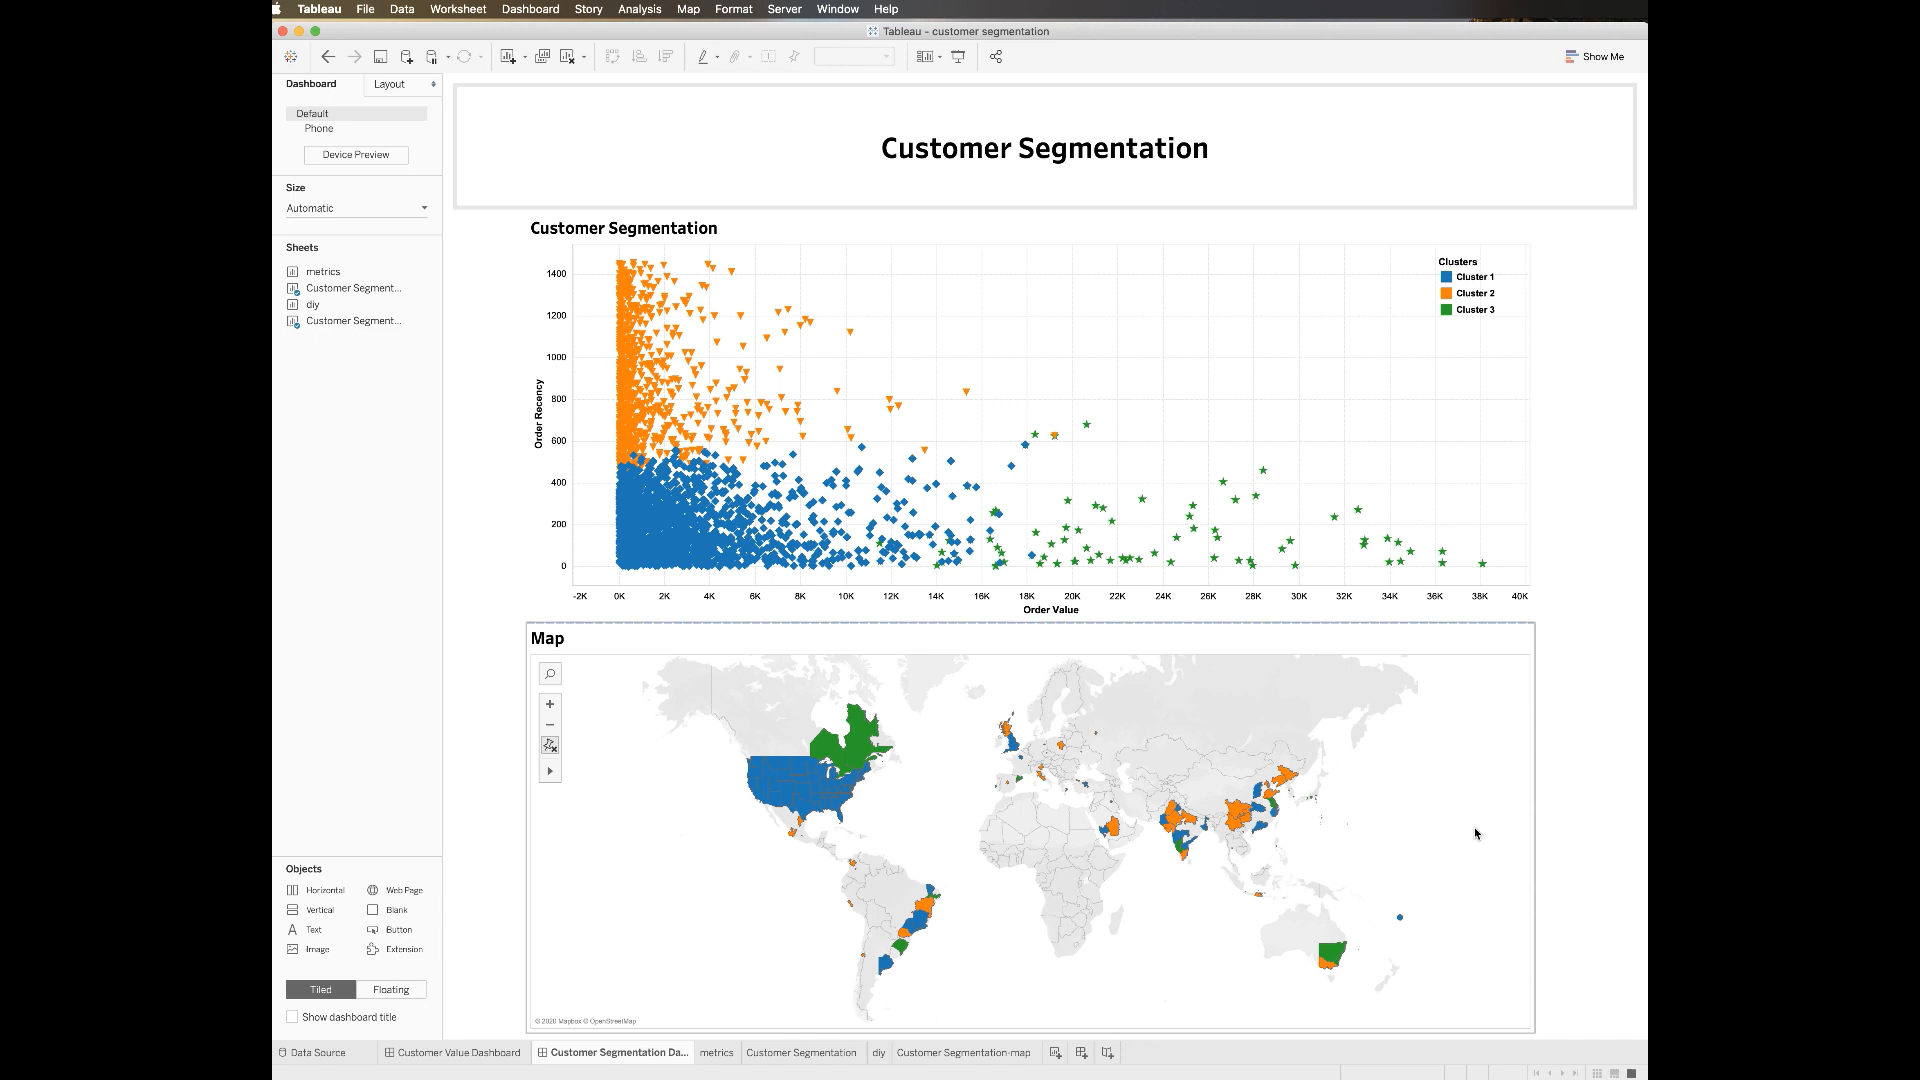 Tableau File Data Worksheet Dashboard Story Analysis Map Format Server Window Help
Tableau - customer segmentation
Show Me
Dashboard Layout
Default
Phone
Device Preview
Size
Automatic
Sheets
metrics
Customer Segment...
diy
Customer Segment...
Objects
Horizontal Web Page
Vertical Blank
Text Button
Image Extension
Tiled Floating
Show dashboard title
Customer Segmentation
Customer Segmentation
Clusters
Cluster 1
Cluster 2
Cluster 3
Order Recency
1400
1200
1000
800
600
400
200
0
-2K 0K 2K 4K 6K 8K 10K 12K 14K 16K 18K 20K 22K 24K 26K 28K 30K 32K 34K 36K 38K 40K
Order Value
Map
© 2020 Mapbox © OpenStreetMap
Data Source Customer Value Dashboard Customer Segmentation Da... metrics Customer Segmentation diy Customer Segmentation-map